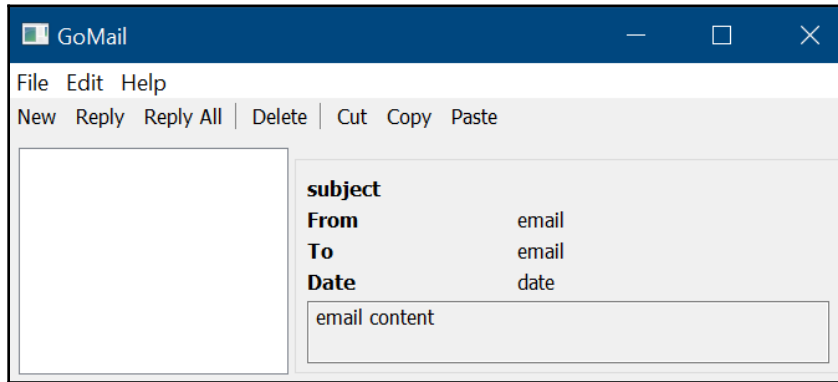 GoMail
File Edit Help
New Reply Reply All Delete Cut Copy Paste
subject
From email
To email
Date date
email content